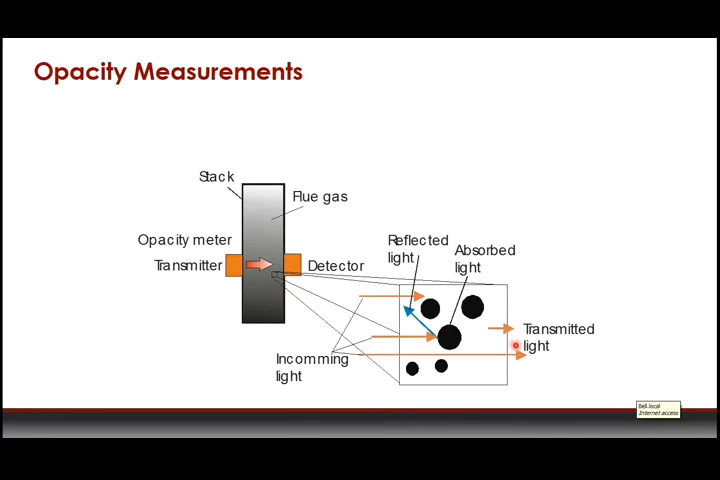 Opacity Measurements
Stack
Flue gas
Opacity meter
Transmitter
Detector
Reflected
light
Absorbed
light
Transmitted
light
Incomming
light
Bell.local
Internet access